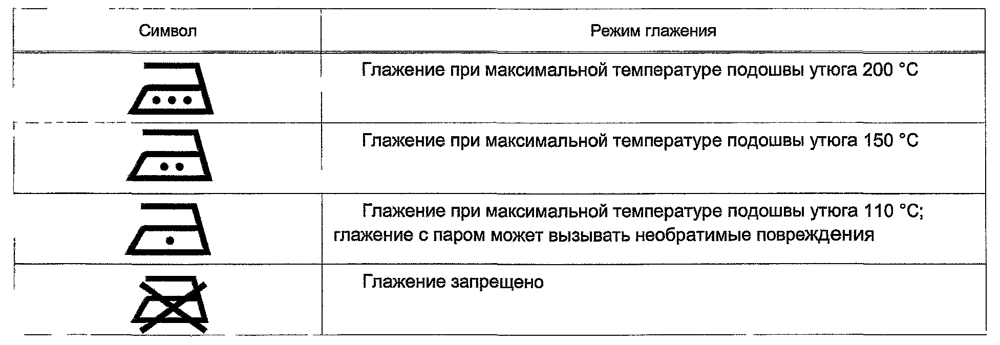 Символ
Режим глажения
Глажение при максимальной температуре подошвы утюга 200 °С
Глажение при максимальной температуре подошвы утюга 150 °С
Глажение при максимальной температуре подошвы утюга 110 °С;
глажение с паром может вызывать необратимые повреждения
Глажение запрещено